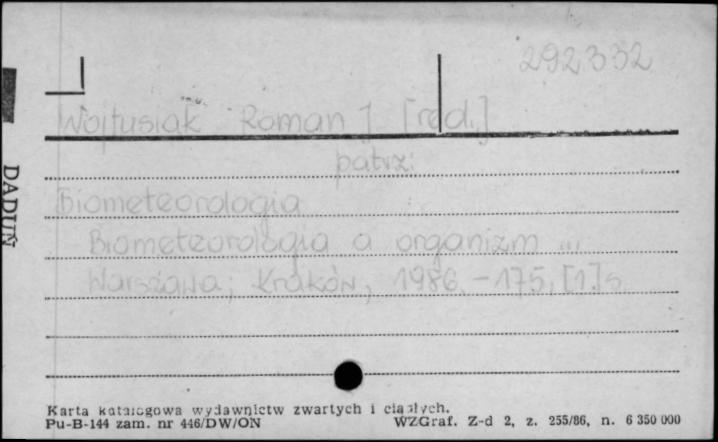 292332
Wojtusiak Roman J [red.]
patrz:
Biometeorologia
Biometeorologia a organizm ...
Warszawa; Kraków, 1986. - 175, [1] s.
DADUŃ
Karta katalogowa wydawnictw zwartych i ciągłych.
Pu-B-144 zam. nr 446/DW/ON WZGraf. Z-d 2, z. 255/86, n. 6 350 000